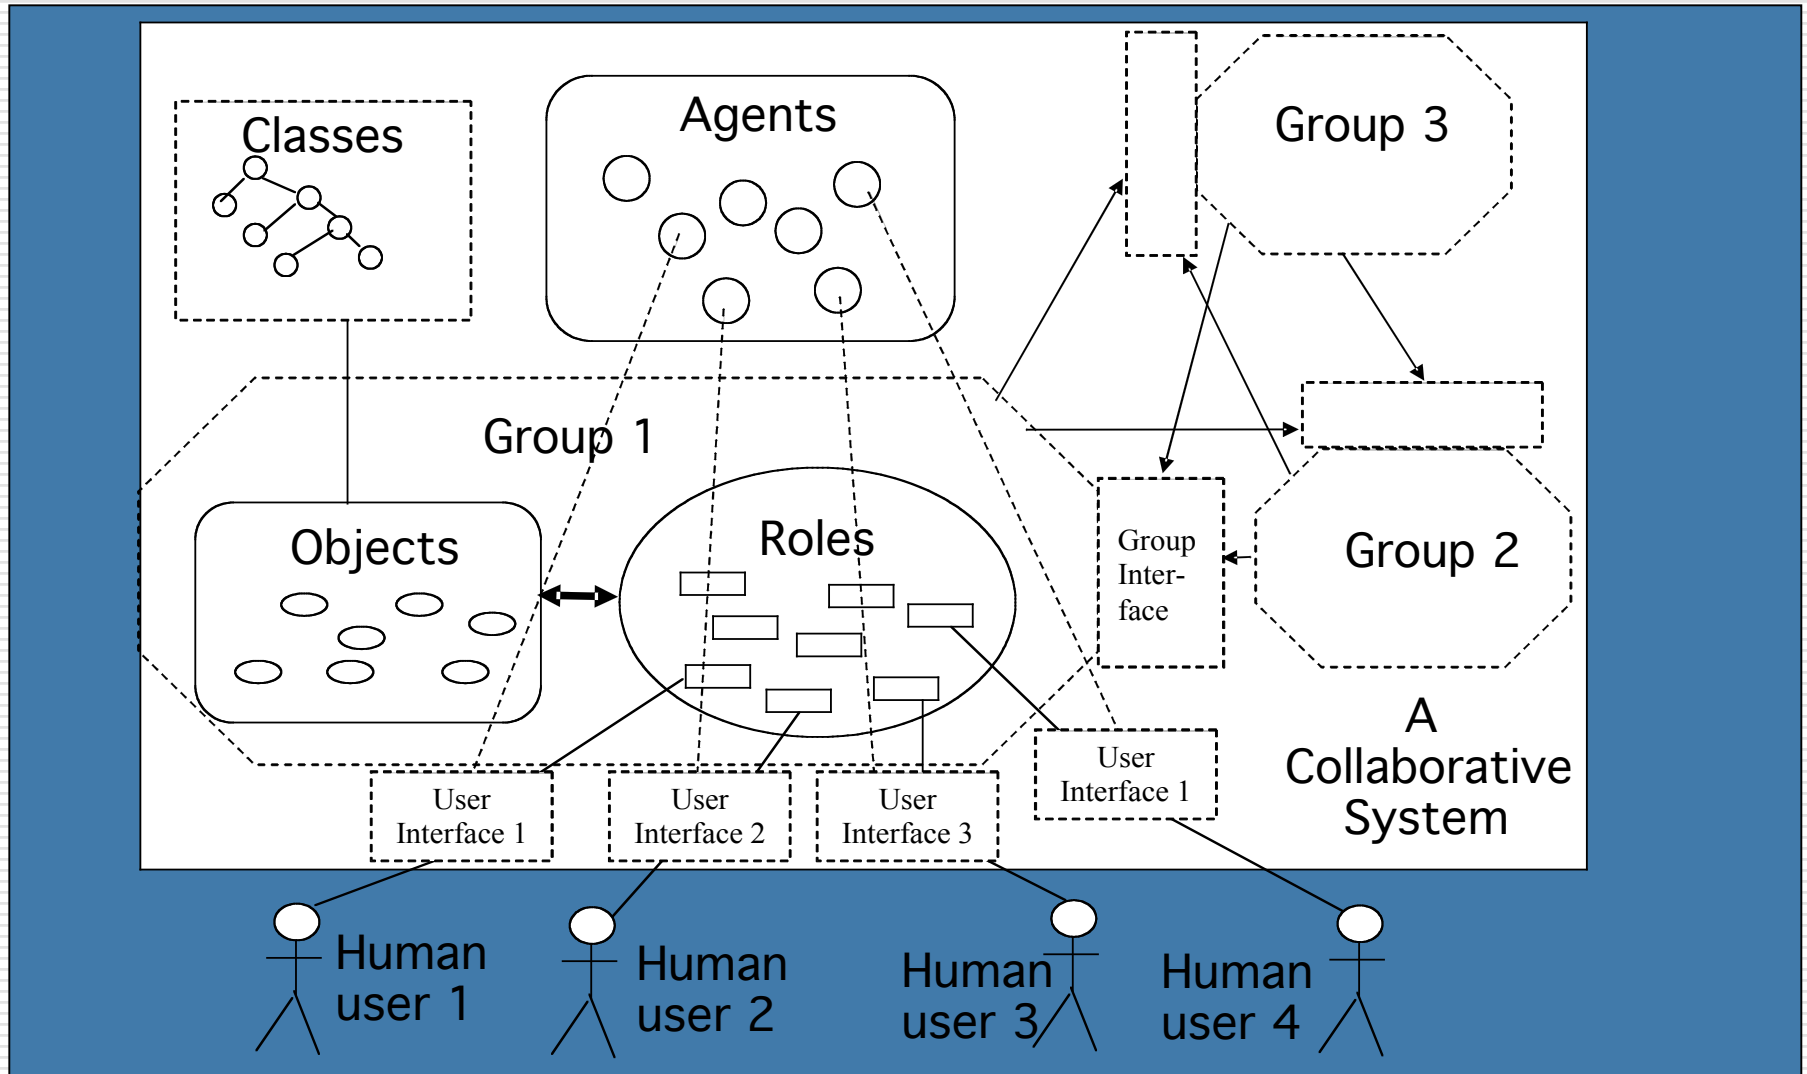 Classes
Agents
Group 3
Group 1
Objects
Roles
Group
Inter-
face
Group 2
A
Collaborative
System
User
Interface 1
User
Interface 2
User
Interface 3
User
Interface 1
Human
user 1
Human
user 2
Human
user 3
Human
user 4